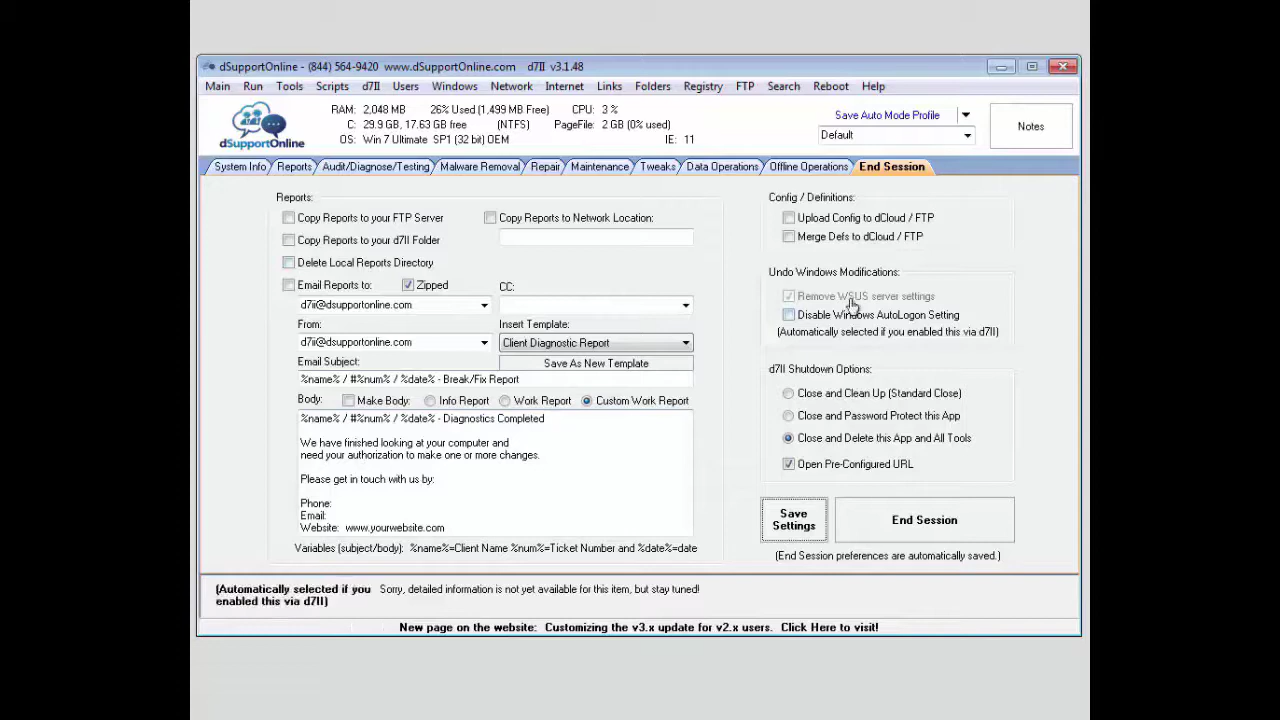 dSupportOnline - (844) 564-9420 www.dSupportOnline.com d7II v3.1.48
Main Run Tools Scripts d7II Users Windows Network Internet Links Folders Registry FTP Search Reboot Help
dSupportOnline
RAM: 2,048 MB 26% Used (1,499 MB Free) CPU: 3 %
C: 29.9 GB, 17.63 GB free (NTFS) PageFile: 2 GB (0% used)
OS: Win 7 Ultimate SP1 (32 bit) OEM IE: 11
Save Auto Mode Profile
Default
Notes
System Info Reports Audit/Diagnose/Testing Malware Removal Repair Maintenance Tweaks Data Operations Offline Operations End Session
Reports:
Copy Reports to your FTP Server
Copy Reports to Network Location:
Copy Reports to your d7II Folder
Delete Local Reports Directory
Email Reports to: Zipped CC:
d7ii@dsupportonline.com
From: Insert Template:
d7ii@dsupportonline.com Client Diagnostic Report
Email Subject: Save As New Template
%name% / #%num% / %date% - Break/Fix Report
Body: Make Body: Info Report Work Report Custom Work Report
%name% / #%num% / %date% - Diagnostics Completed
We have finished looking at your computer and
need your authorization to make one or more changes.
Please get in touch with us by:
Phone:
Email:
Website: www.yourwebsite.com
Variables (subject/body): %name%=Client Name %num%=Ticket Number and %date%=date
Config / Definitions:
Upload Config to dCloud / FTP
Merge Defs to dCloud / FTP
Undo Windows Modifications:
Remove WSUS server settings
Disable Windows AutoLogon Setting
(Automatically selected if you enabled this via d7II)
d7II Shutdown Options:
Close and Clean Up (Standard Close)
Close and Password Protect this App
Close and Delete this App and All Tools
Open Pre-Configured URL
Save
Settings
End Session
(End Session preferences are automatically saved.)
(Automatically selected if you
enabled this via d7II)
Sorry, detailed information is not yet available for this item, but stay tuned!
New page on the website: Customizing the v3.x update for v2.x users. Click Here to visit!